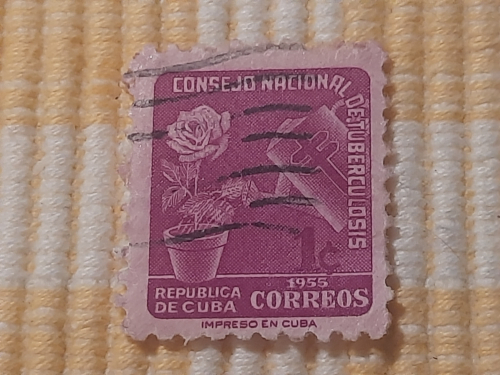 CONSEJO NACIONAL DE TUBERCULOSIS
1¢
1955
REPUBLICA
DE CUBA CORREOS
IMPRESO EN CUBA